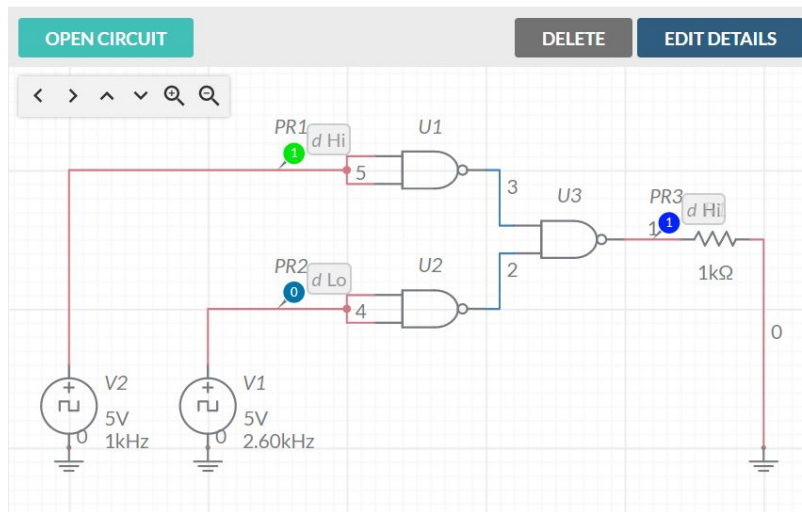 OPEN CIRCUIT
DELETE
EDIT DETAILS
PR1
d Hi
1
U1
5
3
U3
PR3
d Hi
1
1
1kΩ
PR2
d Lo
0
U2
4
2
0
V2
5V
1kHz
0
V1
5V
2.60kHz
0